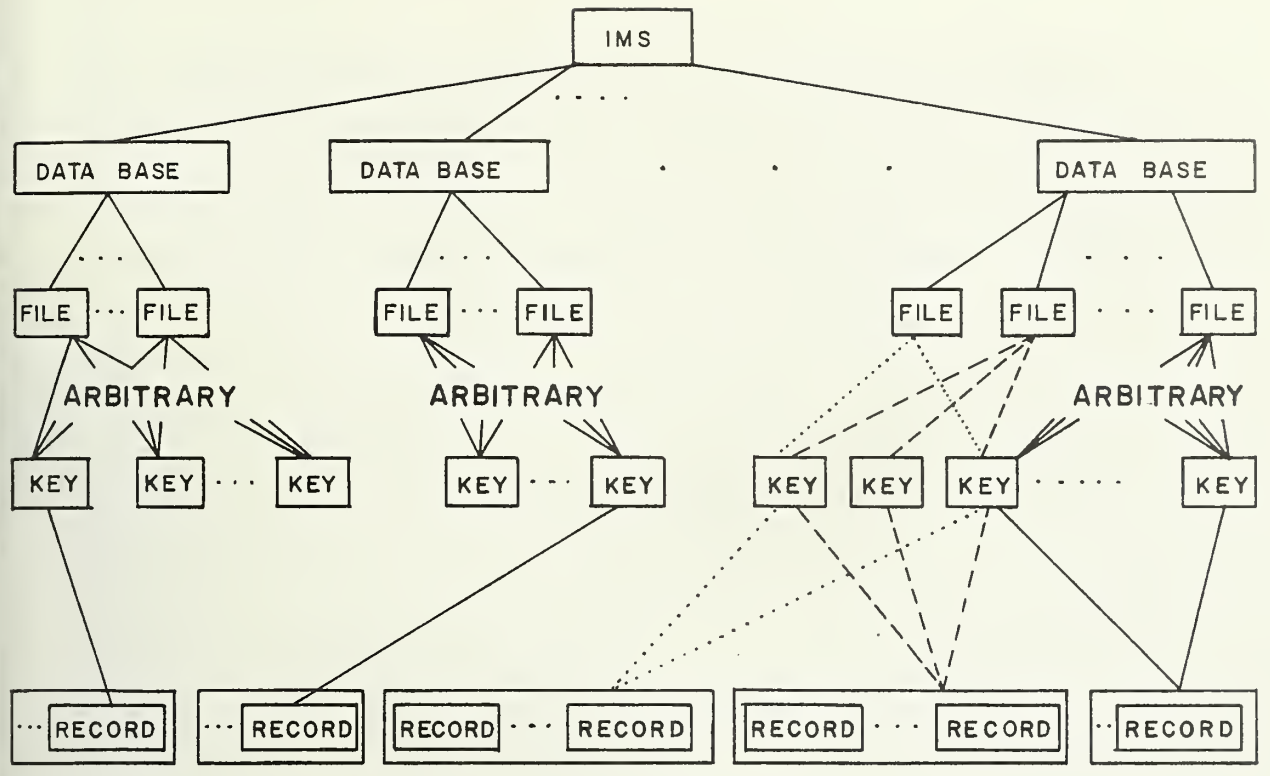 IMS
. . . .
DATA BASE DATA BASE . . . DATA BASE
. . . . . . . . . .
FILE ... FILE FILE ... FILE FILE FILE .... FILE
ARBITRARY ARBITRARY ARBITRARY
KEY KEY ... KEY KEY ... KEY KEY KEY KEY ..... KEY
... RECORD ... RECORD RECORD ... RECORD RECORD ... RECORD .. RECORD